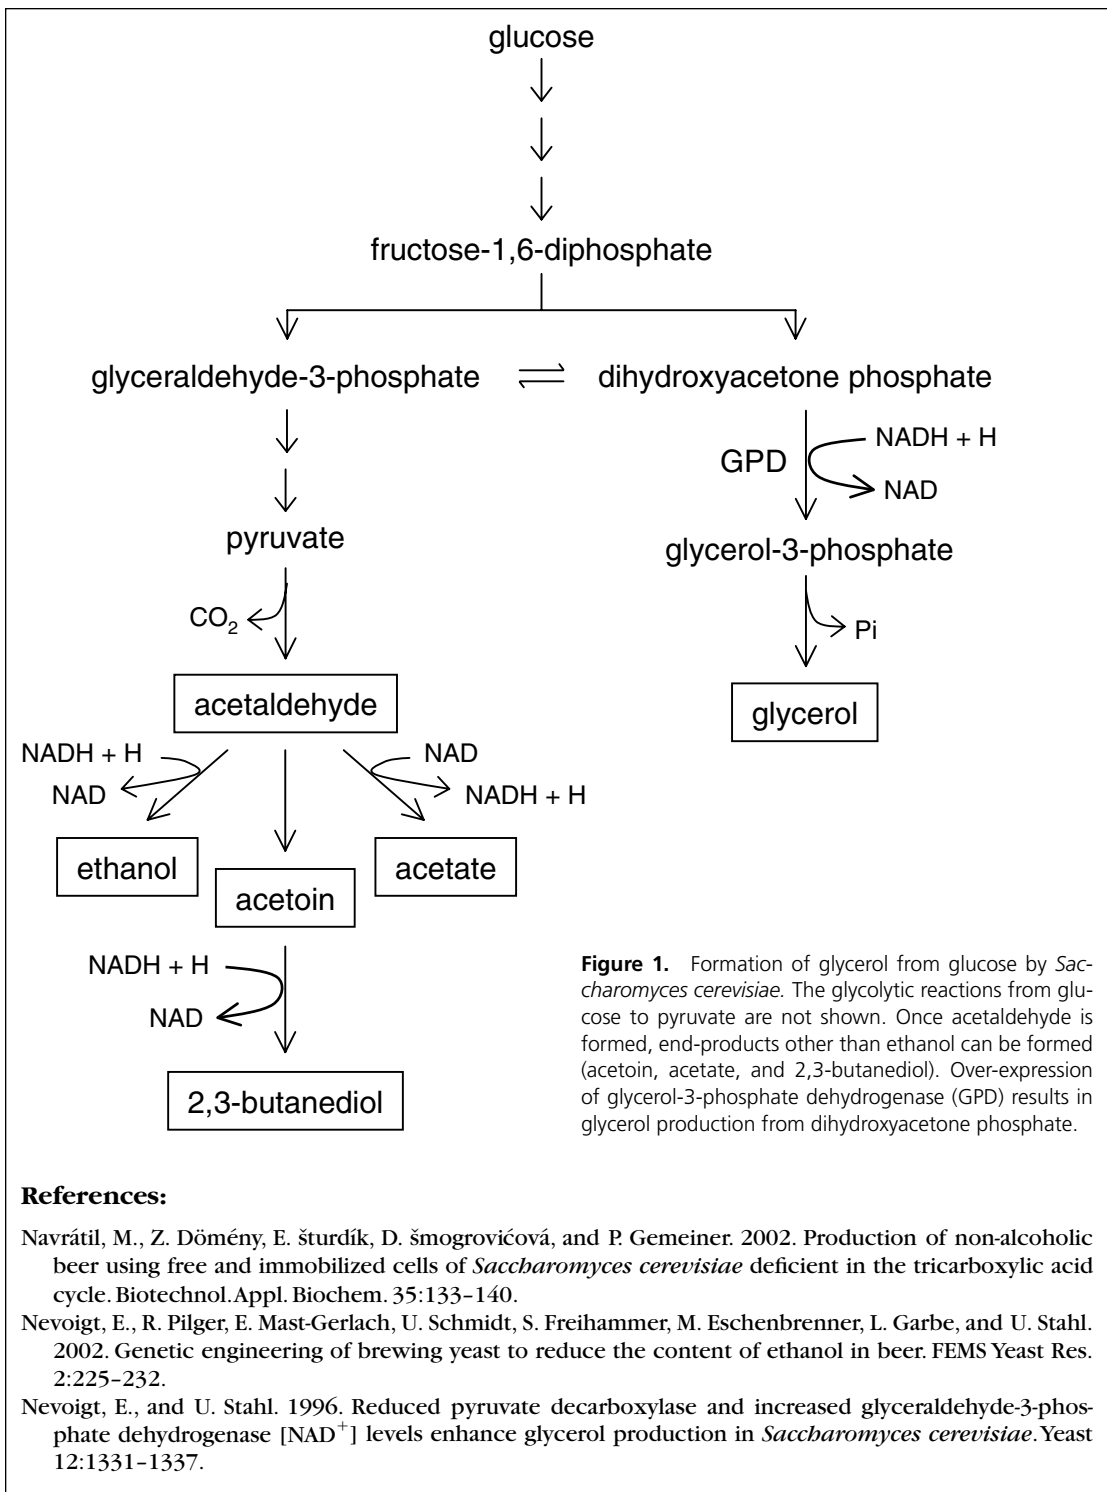 glucose
fructose-1,6-diphosphate
glyceraldehyde-3-phosphate
dihydroxyacetone phosphate
NADH + H
GPD
NAD
pyruvate
glycerol-3-phosphate
CO2
Pi
acetaldehyde
glycerol
NADH + H
NAD
NAD
NADH + H
ethanol
acetate
acetoin
NADH + H
NAD
2,3-butanediol
Figure 1. Formation of glycerol from glucose by Sac-
charomyces cerevisiae. The glycolytic reactions from glu-
cose to pyruvate are not shown. Once acetaldehyde is
formed, end-products other than ethanol can be formed
(acetoin, acetate, and 2,3-butanediol). Over-expression
of glycerol-3-phosphate dehydrogenase (GPD) results in
glycerol production from dihydroxyacetone phosphate.
References:
Navrátil, M., Z. Dömény, E. šturdík, D. šmogrovićová, and P. Gemeiner. 2002. Production of non-alcoholic
beer using free and immobilized cells of Saccharomyces cerevisiae deficient in the tricarboxylic acid
cycle. Biotechnol. Appl. Biochem. 35:133–140.
Nevoigt, E., R. Pilger, E. Mast-Gerlach, U. Schmidt, S. Freihammer, M. Eschenbrenner, L. Garbe, and U. Stahl.
2002. Genetic engineering of brewing yeast to reduce the content of ethanol in beer. FEMS Yeast Res.
2:225–232.
Nevoigt, E., and U. Stahl. 1996. Reduced pyruvate decarboxylase and increased glyceraldehyde-3-phos-
phate dehydrogenase [NAD+] levels enhance glycerol production in Saccharomyces cerevisiae. Yeast
12:1331–1337.